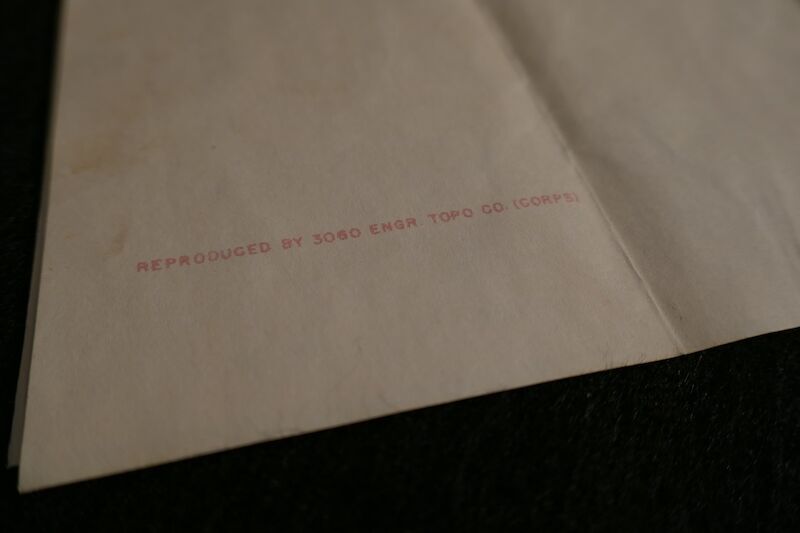 REPRODUCED BY 3060 ENGR. TOPO CO. (CORPS)